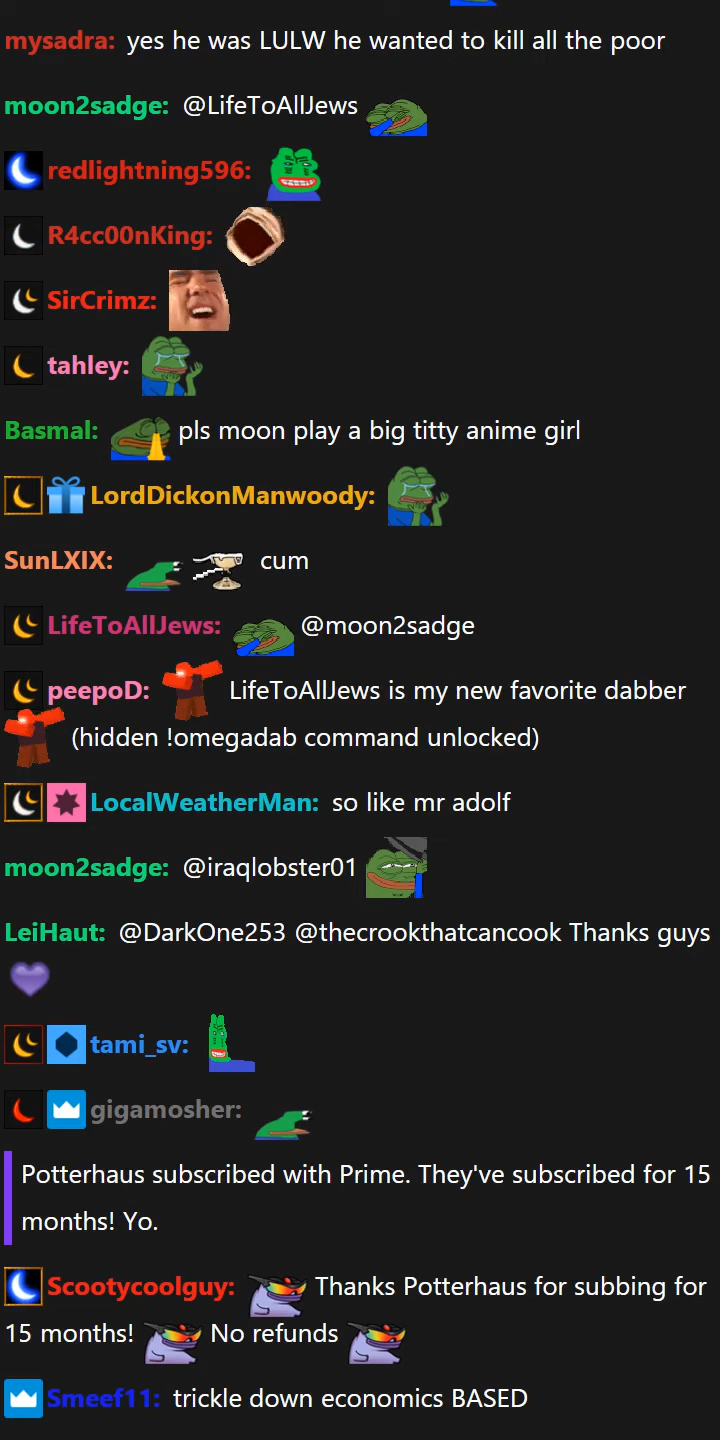 mysadra: yes he was LULW he wanted to kill all the poor
moon2sadge: @LifeToAllJews
redlightning596:
R4cc00nKing:
SirCrimz:
tahley:
Basmal: pls moon play a big titty anime girl
LordDickonManwoody:
SunLXIX: cum
LifeToAllJews: @moon2sadge
peepoD: LifeToAllJews is my new favorite dabber
(hidden !omegadab command unlocked)
LocalWeatherMan: so like mr adolf
moon2sadge: @iraqlobster01
LeiHaut: @DarkOne253 @thecrookthatcancook Thanks guys
tami_sv:
gigamosher:
Potterhaus subscribed with Prime. They've subscribed for 15
months! Yo.
Scootycoolguy: Thanks Potterhaus for subbing for
15 months! No refunds
Smeef11: trickle down economics BASED